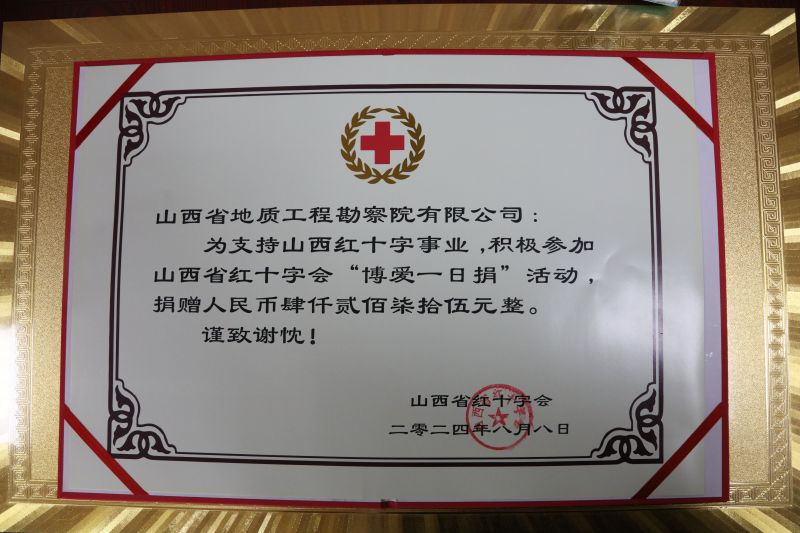 山西省地质工程勘察院有限公司：
为支持山西红十字事业，积极参加
山西省红十字会“博爱一日捐”活动，
捐赠人民币肆仟贰佰柒拾伍元整。
谨致谢忱！
山西省红十字会
二零二四年八月八日